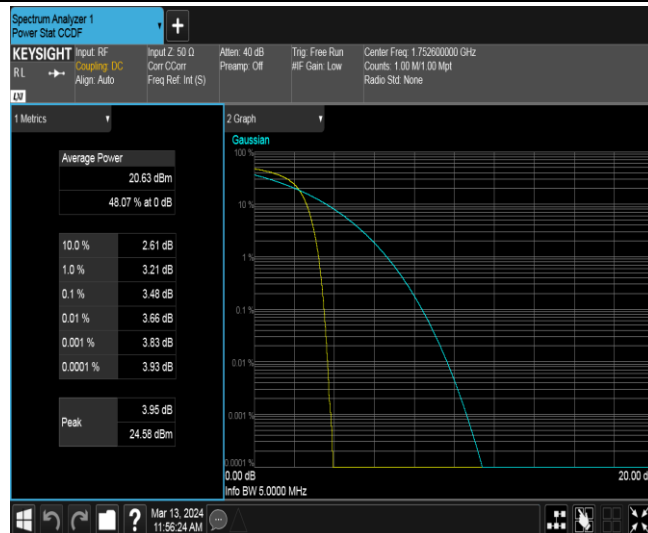 Spectrum Analyzer 1
Power Stat CCDF
KEYSIGHT
RL
LXI
Input: RF
Coupling: DC
Align: Auto
Input Z: 50 Ω
Corr CCorr
Freq Ref: Int (S)
Atten: 40 dB
Preamp: Off
Trig: Free Run
#IF Gain: Low
Center Freq: 1.752600000 GHz
Counts: 1.00 M/1.00 Mpt
Radio Std: None
1 Metrics
Average Power
20.63 dBm
48.07 % at 0 dB
10.0 % 2.61 dB
1.0 % 3.21 dB
0.1 % 3.48 dB
0.01 % 3.66 dB
0.001 % 3.83 dB
0.0001 % 3.93 dB
Peak
3.95 dB
24.58 dBm
2 Graph
Gaussian
100 %
10 %
1 %
0.1 %
0.01 %
0.001 %
0.0001 %
0.00 dB
20.00 d
Info BW 5.0000 MHz
?
Mar 13, 2024
11:56:24 AM